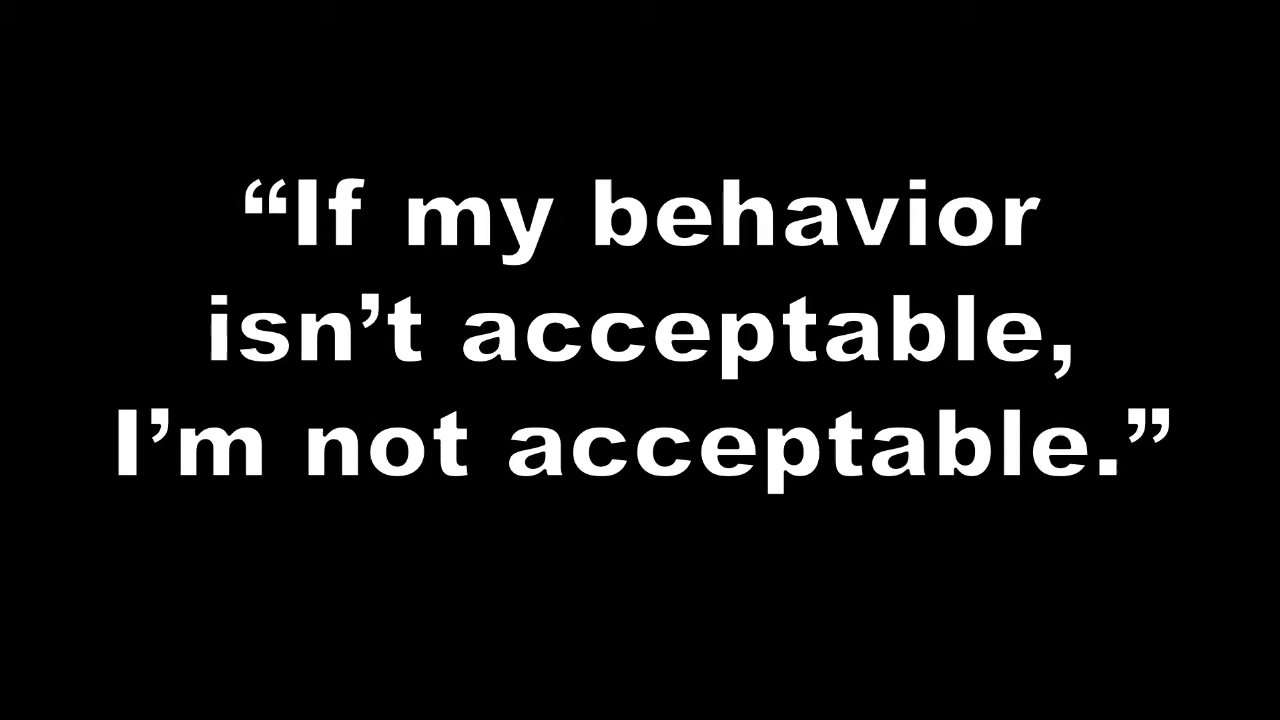 “If my behavior
isn’t acceptable,
I’m not acceptable.”